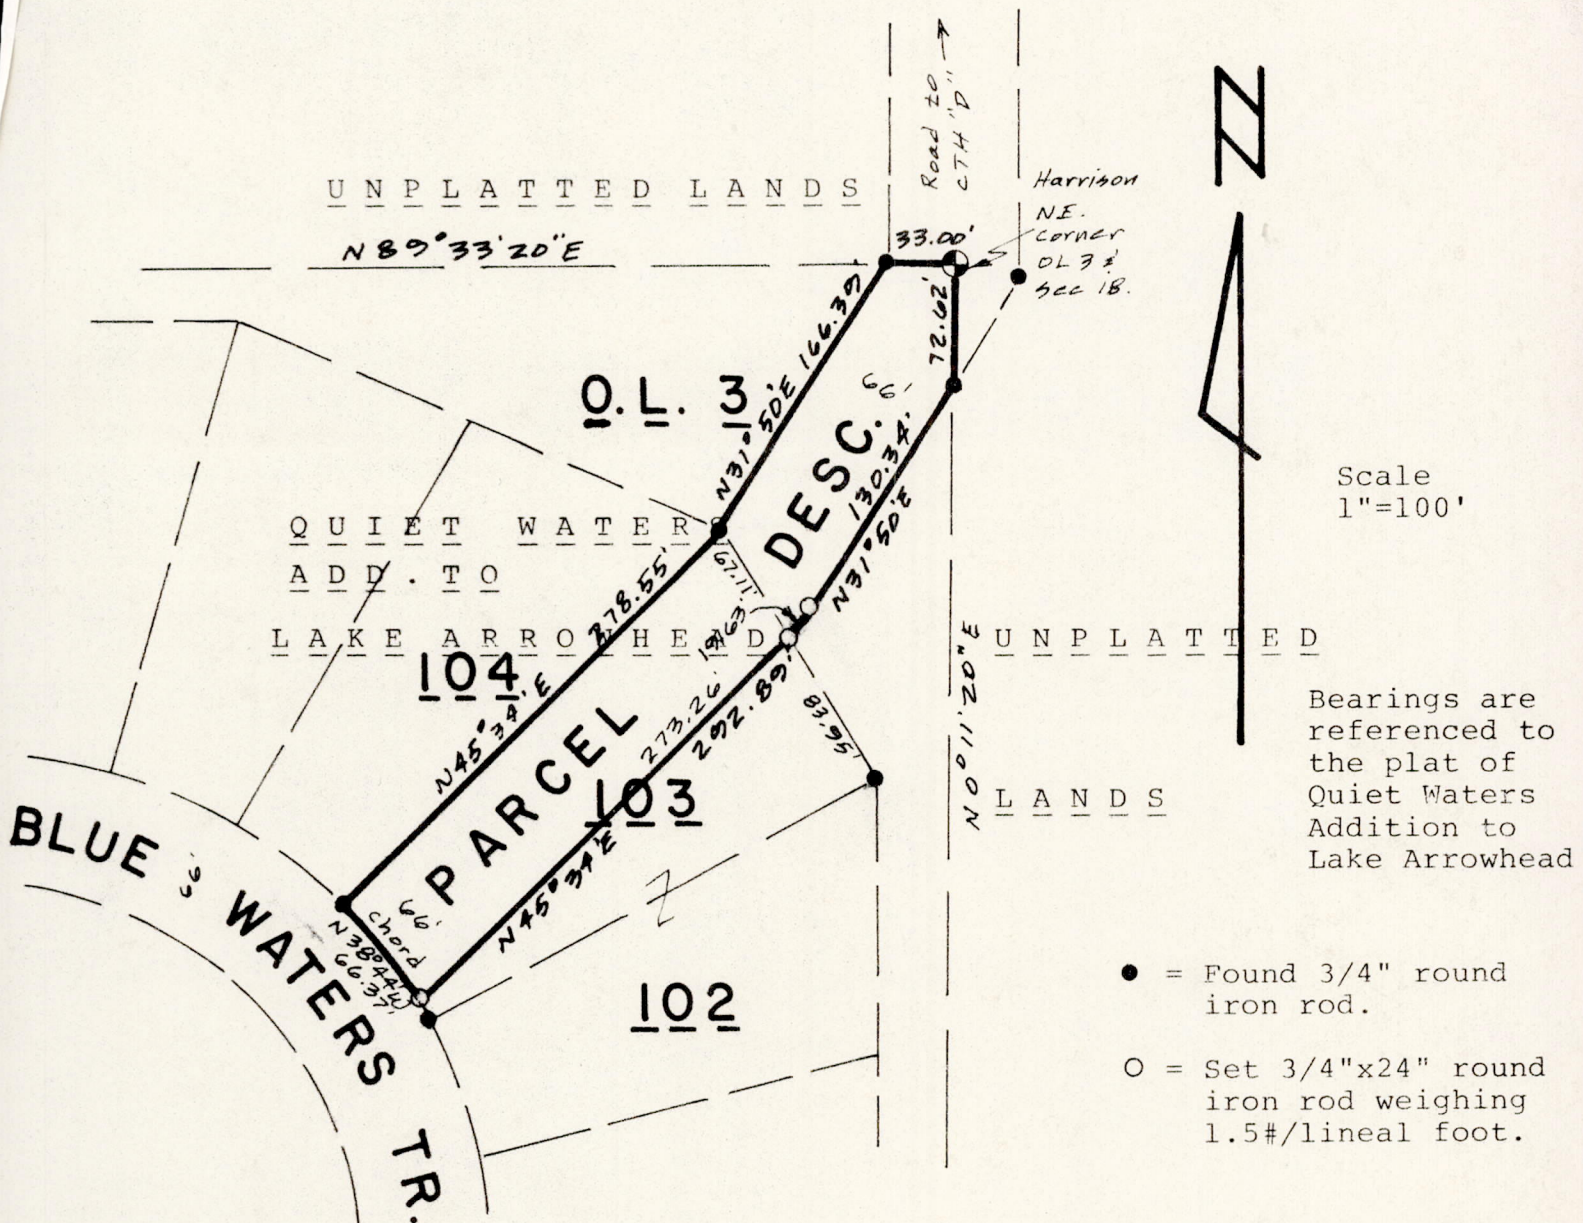 Road to
CTH "D"
Z
UNPLATTED LANDS
Harrison
N.E.
corner
OL 3 &
sec 18.
N 89°33'20"E
33.00'
166.39'
72.62'
N31°50'E
O.L. 3
66'
DESC.
130.34'
N31°50'E
Scale
1"=100'
QUIET WATERS
ADD. TO
LAKE ARROWHEAD
67.11'
19.63'
378.55'
104
N45°34'E
PARCEL
273.26'
292.89'
83.95'
N0°11'20"E
UNPLATTED
LANDS
Bearings are
referenced to
the plat of
Quiet Waters
Addition to
Lake Arrowhead
103
N45°34'E
BLUE
66'
WATERS
TR.
66'
chord
N38°44'W
66.37'
Z
102
● = Found 3/4" round
iron rod.
○ = Set 3/4"x24" round
iron rod weighing
1.5#/lineal foot.